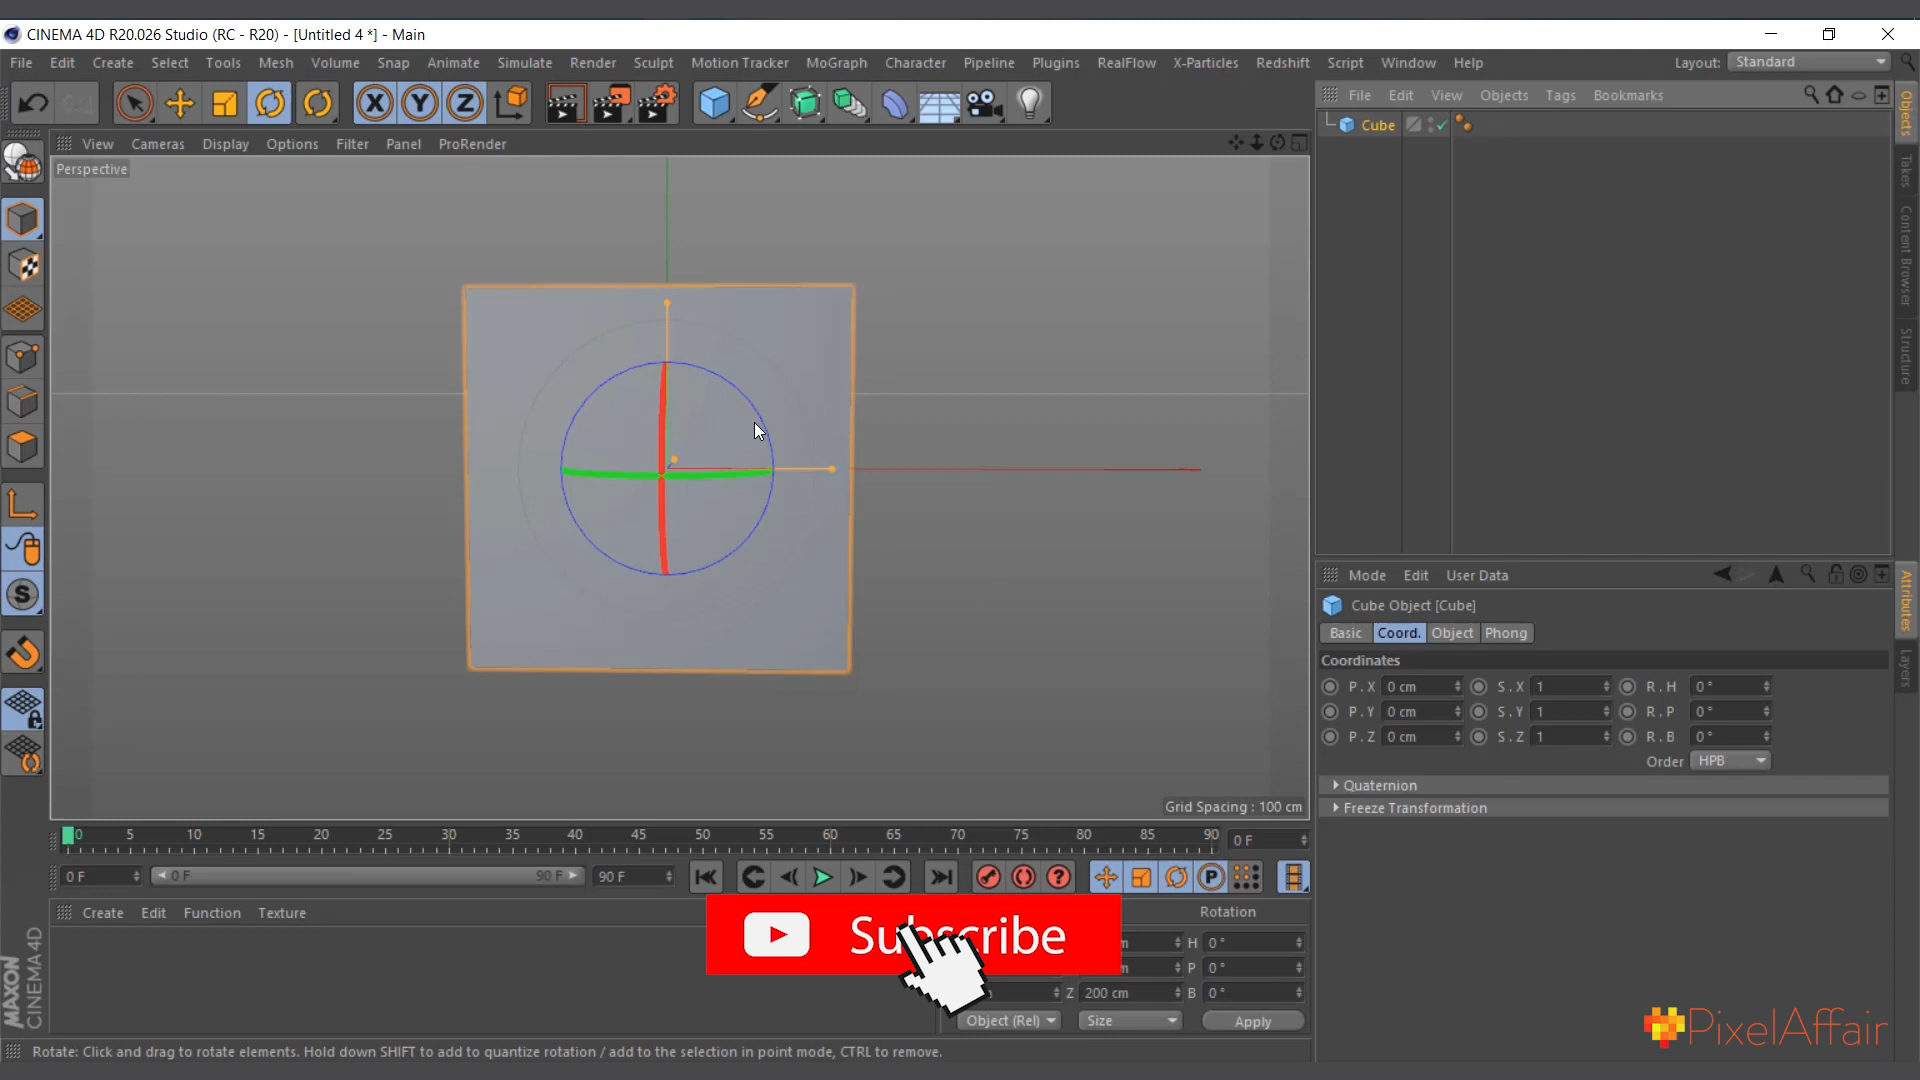 CINEMA 4D R20.026 Studio (RC - R20) - [Untitled 4 *] - Main
File Edit Create Select Tools Mesh Volume Snap Animate Simulate Render Sculpt Motion Tracker MoGraph Character Pipeline Plugins RealFlow X-Particles Redshift Script Window Help Layout: Standard
X Y Z
File Edit View Objects Tags Bookmarks
Cube
View Cameras Display Options Filter Panel ProRender
Perspective
Grid Spacing : 100 cm
Objects
Takes
Content Browser
Structure
Mode Edit User Data
Cube Object [Cube]
Basic Coord. Object Phong
Coordinates
P . X 0 cm S . X 1 R . H 0 °
P . Y 0 cm S . Y 1 R . P 0 °
P . Z 0 cm S . Z 1 R . B 0 °
Order HPB
Quaternion
Freeze Transformation
Attributes
Layers
0 5 10 15 20 25 30 35 40 45 50 55 60 65 70 75 80 85 90 0 F
0 F 0 F 90 F 90 F
P
Create Edit Function Texture
Rotation
Subscribe
m H 0 °
m P 0 °
Z 200 cm B 0 °
Object (Rel) Size Apply
MAXON
CINEMA 4D
PixelAffair
Rotate: Click and drag to rotate elements. Hold down SHIFT to add to quantize rotation / add to the selection in point mode, CTRL to remove.